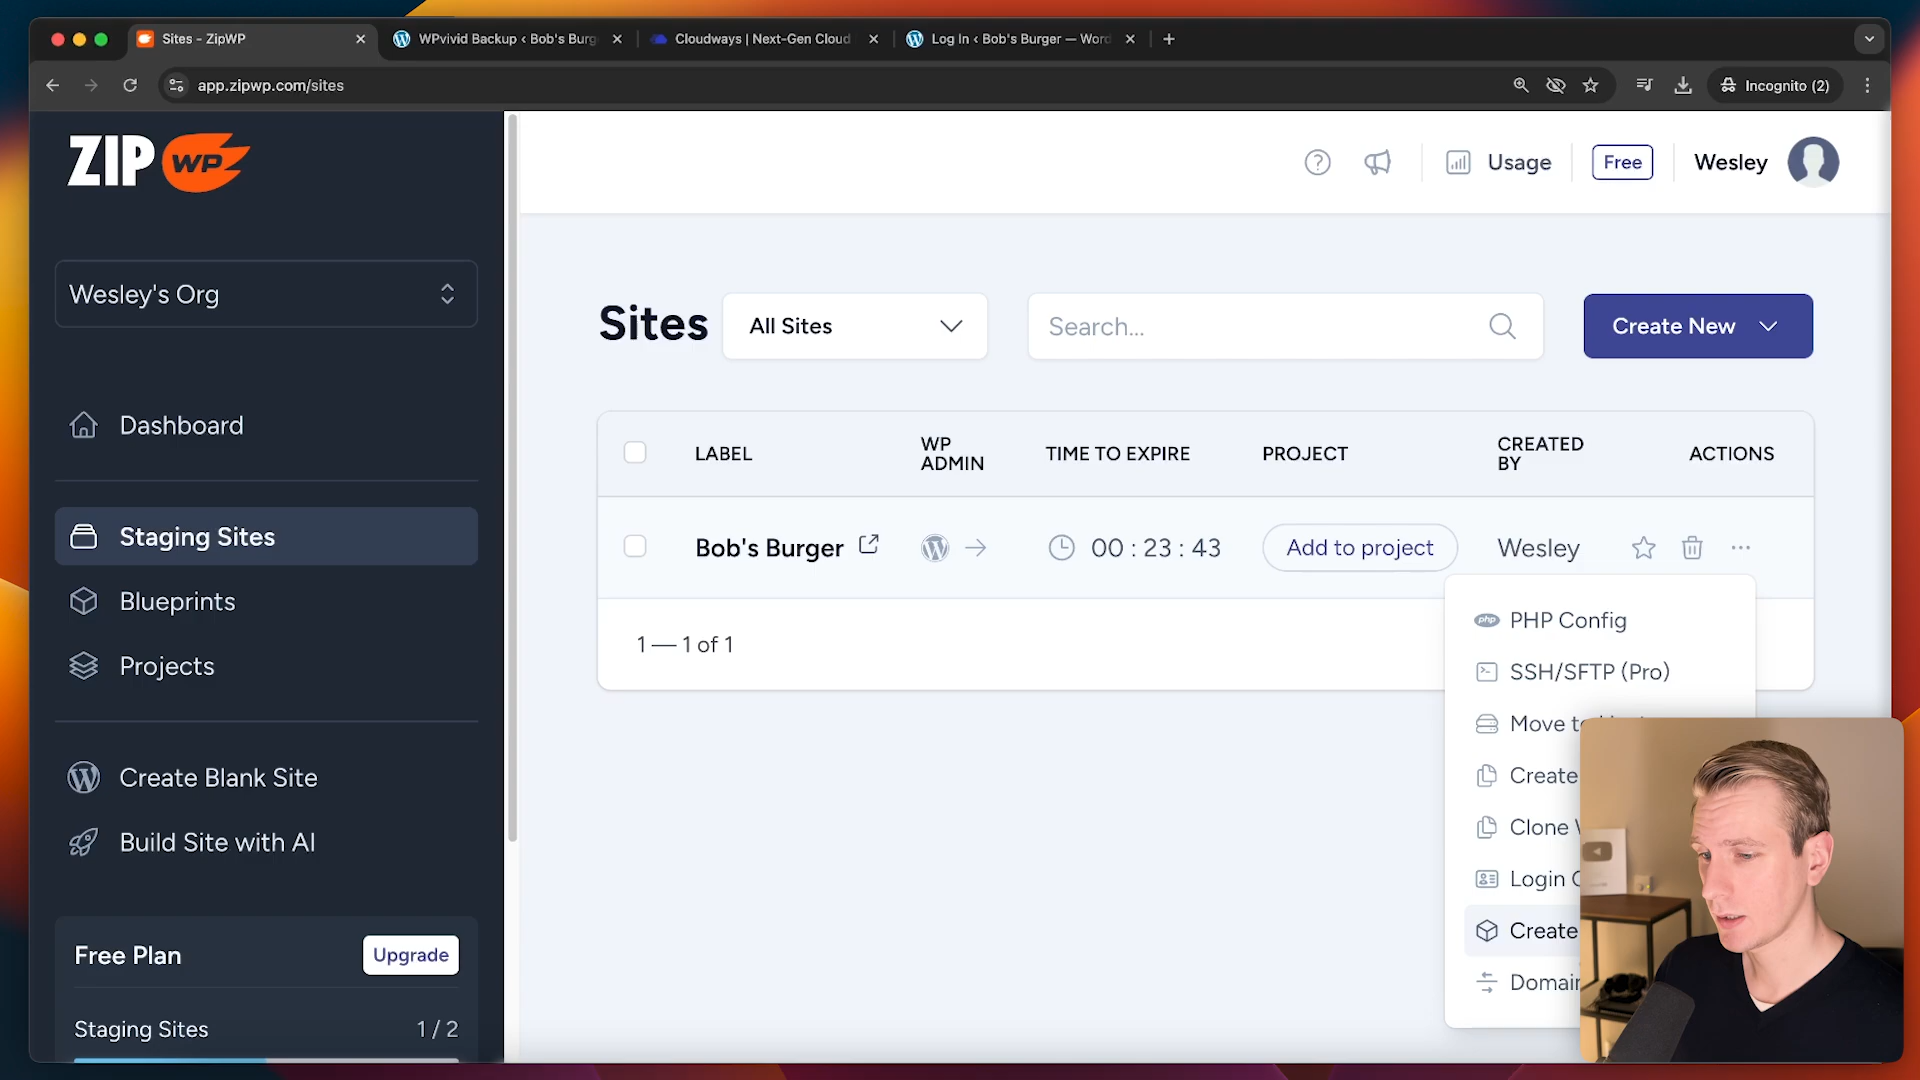 Sites - ZipWP
WPvivid Backup ‹ Bob's Burg
Cloudways | Next-Gen Cloud
Log In ‹ Bob's Burger — Word
app.zipwp.com/sites
Incognito (2)
ZIP WP
Usage
Free
Wesley
Wesley's Org
Sites
All Sites
Search...
Create New
Dashboard
LABEL
WP ADMIN
TIME TO EXPIRE
PROJECT
CREATED BY
ACTIONS
Staging Sites
Bob's Burger
00 : 23 : 43
Add to project
Wesley
Blueprints
php PHP Config
1 — 1 of 1
Projects
SSH/SFTP (Pro)
Move to
Create Blank Site
Create
Clone
Build Site with AI
Login
Create
Free Plan
Upgrade
Domain
Staging Sites
1 / 2